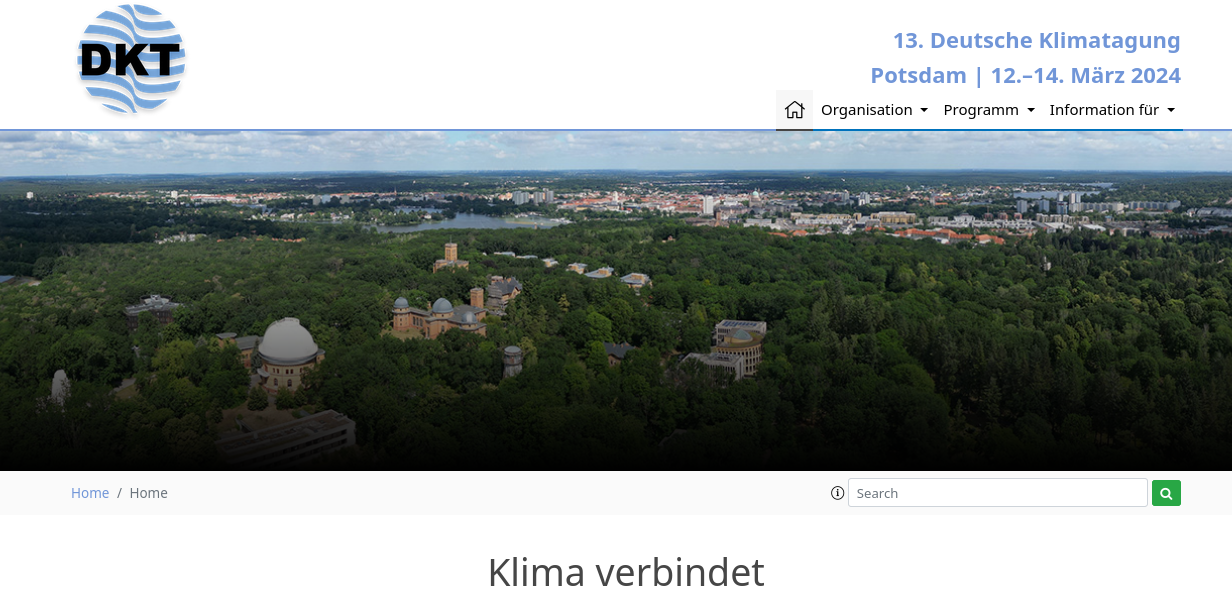 DKT
13. Deutsche Klimatagung
Potsdam | 12.–14. März 2024
Organisation Programm Information für
Home / Home Search
Klima verbindet